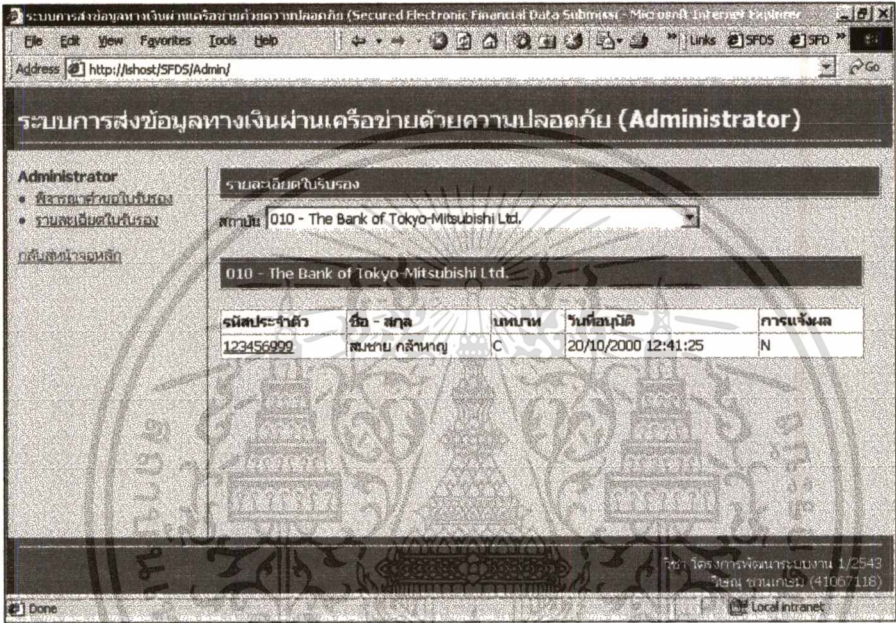 ระบบการส่งข้อมูลทางเงินผ่านเครือข่ายด้วยความปลอดภัย (Secured Electronic Financial Data Submissi - Microsoft Internet Explorer
File Edit View Favorites Tools Help
Links SFDS SFD »
Address http://lshost/SFDS/Admin/ Go
ระบบการส่งข้อมูลทางเงินผ่านเครือข่ายด้วยความปลอดภัย (Administrator)
Administrator
• พิจารณาคำขอใบรับรอง
• รายละเอียดใบรับรอง
กลับสู่หน้าจอหลัก
รายละเอียดใบรับรอง
สถาบัน 010 - The Bank of Tokyo-Mitsubishi Ltd.
010 - The Bank of Tokyo-Mitsubishi Ltd.
รหัสประจำตัว ชื่อ - สกุล บทบาท วันที่อนุมัติ การแจ้งผล
123456999 สมชาย กล้าหาญ C 20/10/2000 12:41:25 N
วิชา โครงการพัฒนาระบบงาน 1/2543
(41067118)
Done Local intranet